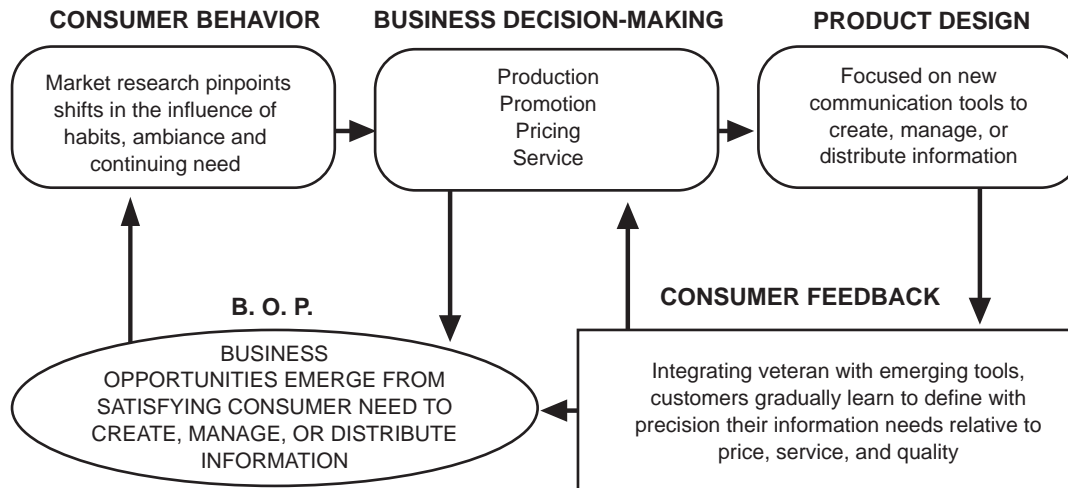 CONSUMER BEHAVIOR
Market research pinpoints
shifts in the influence of
habits, ambiance and
continuing need
BUSINESS DECISION-MAKING
Production
Promotion
Pricing
Service
PRODUCT DESIGN
Focused on new
communication tools to
create, manage, or
distribute information
B. O. P.
BUSINESS
OPPORTUNITIES EMERGE FROM
SATISFYING CONSUMER NEED TO
CREATE, MANAGE, OR DISTRIBUTE
INFORMATION
CONSUMER FEEDBACK
Integrating veteran with emerging tools,
customers gradually learn to define with
precision their information needs relative to
price, service, and quality